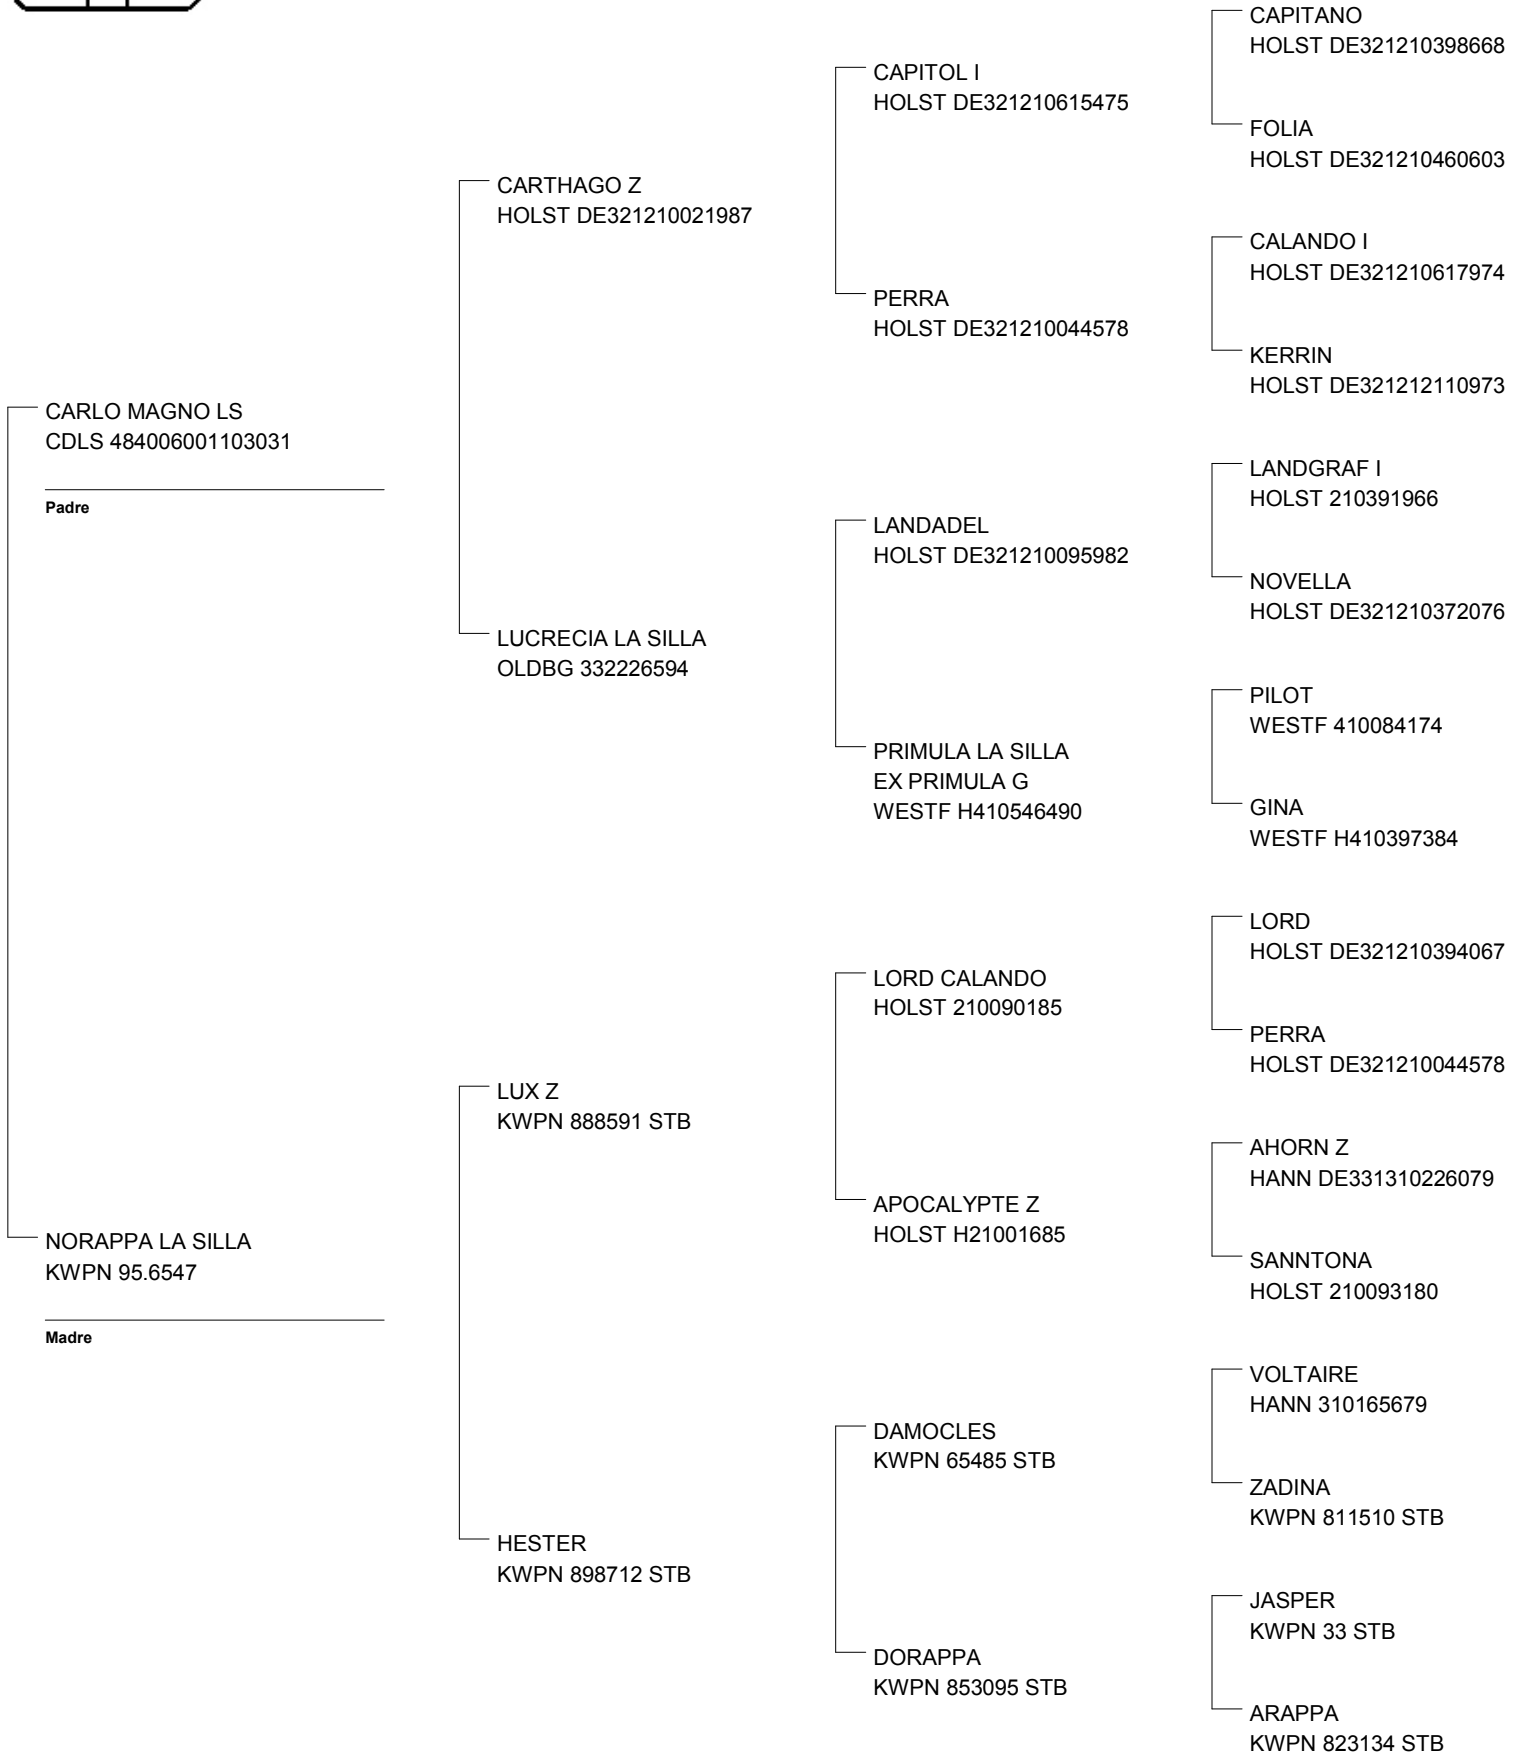 CARLO MAGNO LS
CDLS 484006001103031
Padre
NORAPPA LA SILLA
KWPN 95.6547
Madre
CARTHAGO Z
HOLST DE321210021987
LUCRECIA LA SILLA
OLDBG 332226594
LUX Z
KWPN 888591 STB
HESTER
KWPN 898712 STB
CAPITOL I
HOLST DE321210615475
PERRA
HOLST DE321210044578
LANDADEL
HOLST DE321210095982
PRIMULA LA SILLA
EX PRIMULA G
WESTF H410546490
LORD CALANDO
HOLST 210090185
APOCALYPTE Z
HOLST H21001685
DAMOCLES
KWPN 65485 STB
DORAPPA
KWPN 853095 STB
CAPITANO
HOLST DE321210398668
FOLIA
HOLST DE321210460603
CALANDO I
HOLST DE321210617974
KERRIN
HOLST DE321212110973
LANDGRAF I
HOLST 210391966
NOVELLA
HOLST DE321210372076
PILOT
WESTF 410084174
GINA
WESTF H410397384
LORD
HOLST DE321210394067
PERRA
HOLST DE321210044578
AHORN Z
HANN DE331310226079
SANNTONA
HOLST 210093180
VOLTAIRE
HANN 310165679
ZADINA
KWPN 811510 STB
JASPER
KWPN 33 STB
ARAPPA
KWPN 823134 STB